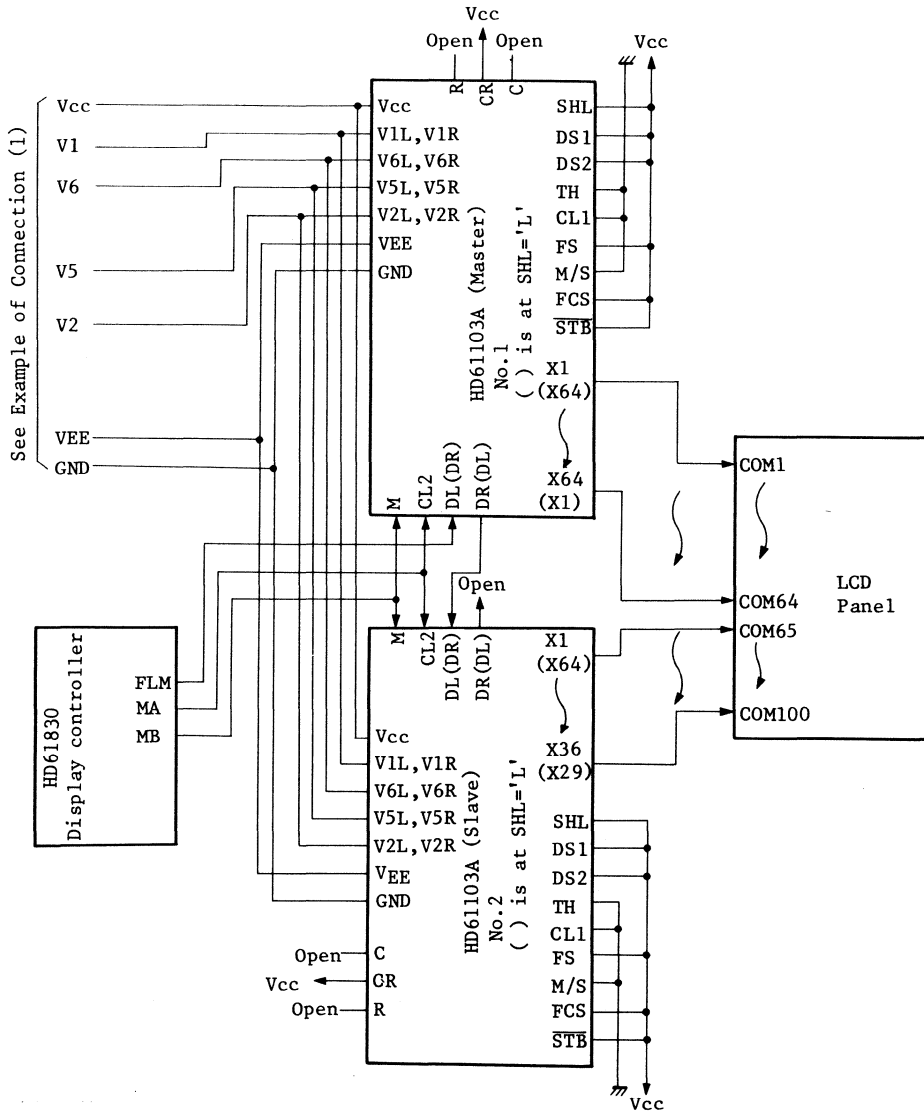 Vcc
Open
Open
R
CR
C
Vcc
See Example of Connection (1)
Vcc
V1
V6
V5
V2
VEE
GND
Vcc
V1L,V1R
V6L,V6R
V5L,V5R
V2L,V2R
VEE
GND
HD61103A (Master)
No.1
( ) is at SHL='L'
SHL
DS1
DS2
TH
CL1
FS
M/S
FCS
STB
X1
(X64)
X64
(X1)
M
CL2
DL(DR)
DR(DL)
COM1
COM64
COM65
COM100
LCD
Panel
Open
HD61830
Display controller
FLM
MA
MB
M
CL2
DL(DR)
DR(DL)
X1
(X64)
X36
(X29)
Vcc
V1L,V1R
V6L,V6R
V5L,V5R
V2L,V2R
VEE
GND
HD61103A (Slave)
No.2
( ) is at SHL='L'
Open
C
Vcc
CR
Open
R
SHL
DS1
DS2
TH
CL1
FS
M/S
FCS
STB
Vcc